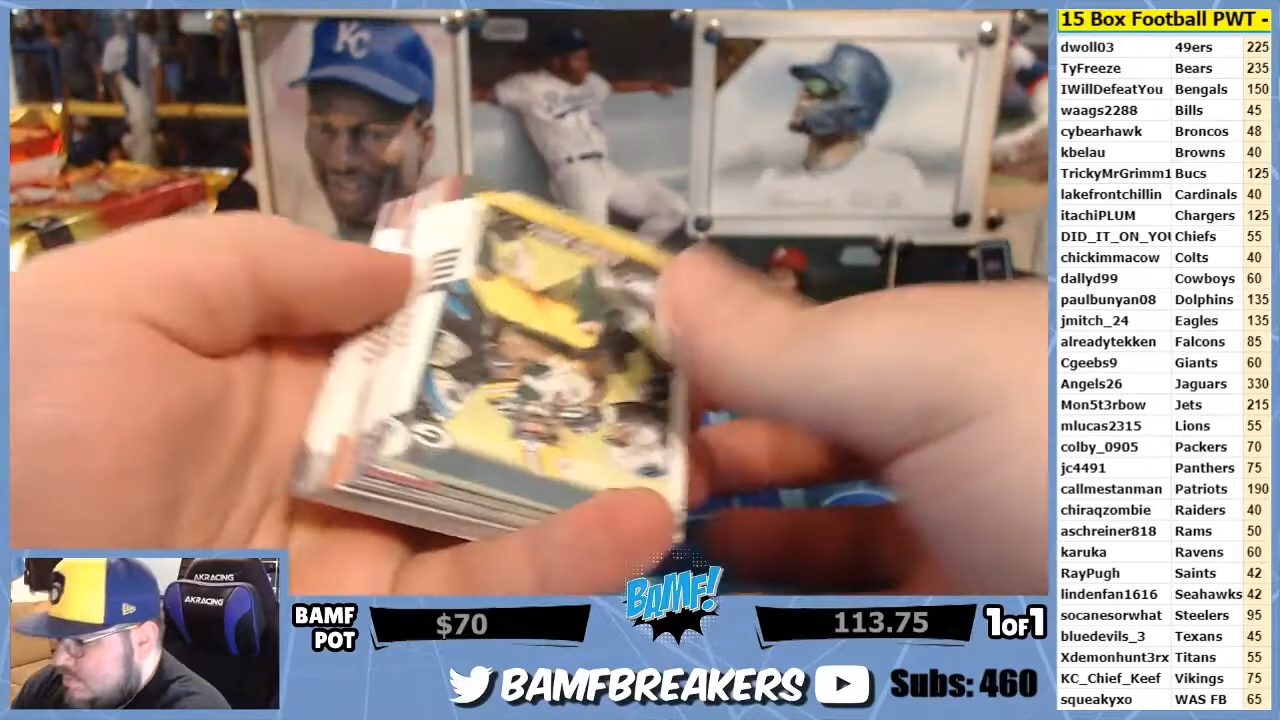 15 Box Football PWT -
dwoll03 49ers 225
TyFreeze Bears 235
IWillDefeatYou Bengals 150
waags2288 Bills 45
cybearhawk Broncos 48
kbelau Browns 40
TrickyMrGrimm1 Bucs 125
lakefrontchillin Cardinals 40
itachiPLUM Chargers 125
DID_IT_ON_YOU Chiefs 55
chickimmacow Colts 40
dallyd99 Cowboys 60
paulbunyan08 Dolphins 135
jmitch_24 Eagles 135
alreadytekken Falcons 85
Cgeebs9 Giants 60
Angels26 Jaguars 330
Mon5t3rbow Jets 215
mlucas2315 Lions 55
colby_0905 Packers 70
jc4491 Panthers 75
callmestanman Patriots 190
chiraqzombie Raiders 40
aschreiner818 Rams 50
karuka Ravens 60
RayPugh Saints 42
lindenfan1616 Seahawks 42
socanesorwhat Steelers 95
bluedevils_3 Texans 45
Xdemonhunt3rx Titans 55
KC_Chief_Keef Vikings 75
squeakyxo WAS FB 65
KC
AKRACING
AKRACING
BAMF POT $70
BAMF!
113.75 1OF1
BAMFBREAKERS Subs: 460